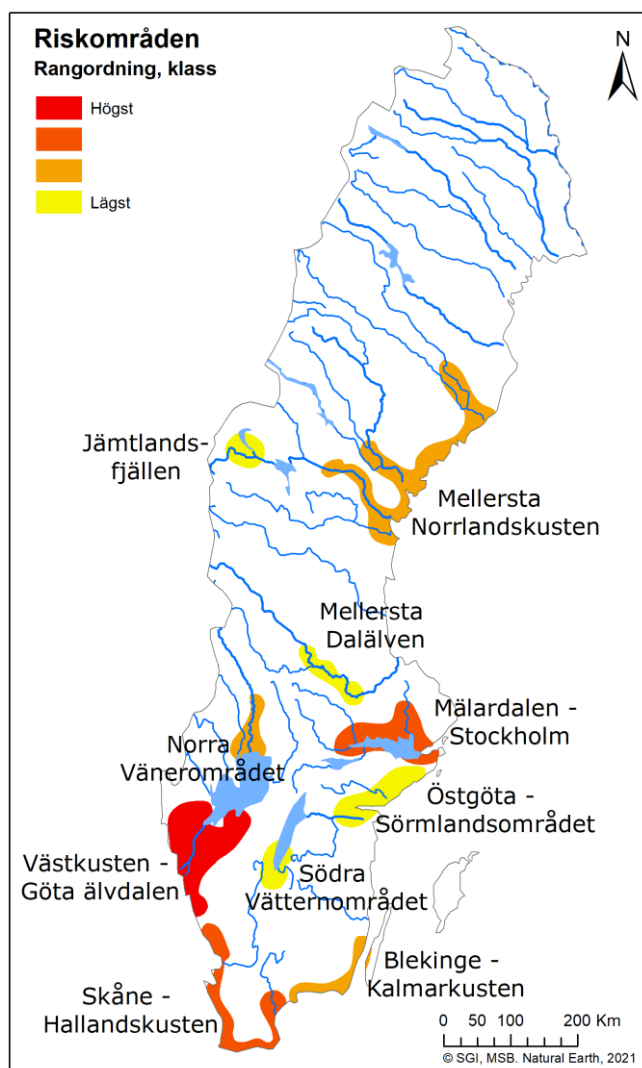 Riskområden
Rangordning, klass
Högst
Lägst
N
Jämtlands-
fjällen
Mellersta
Norrlandskusten
Mellersta
Dalälven
Mälardalen -
Stockholm
Norra
Vänerområdet
Östgöta -
Sörmlandsområdet
Västkusten -
Göta älvdalen
Södra
Vätternområdet
Blekinge -
Kalmarkusten
Skåne -
Hallandskusten
0 50 100 200 Km
© SGI, MSB. Natural Earth, 2021